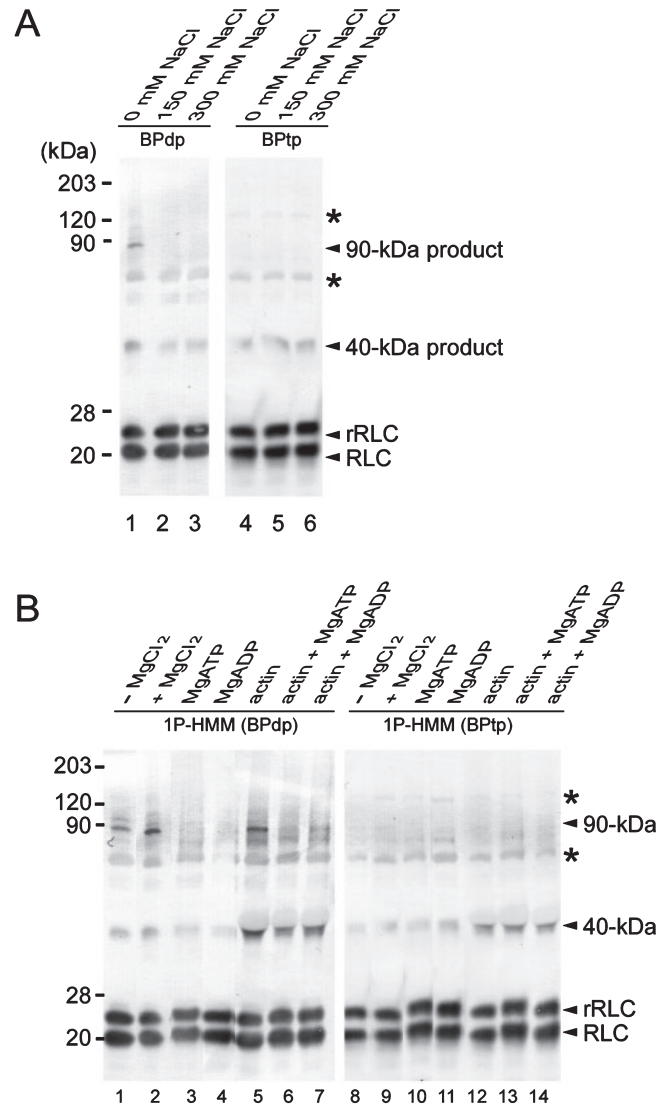 A
0 mM NaCl
150 mM NaCl
300 mM NaCl
0 mM NaCl
150 mM NaCl
300 mM NaCl
BPdp
BPtp
(kDa)
203
120
*
90
90-kDa product
*
40-kDa product
28
rRLC
20
RLC
1 2 3 4 5 6
B
- MgCl2
+ MgCl2
MgATP
MgADP
actin
actin + MgATP
actin + MgADP
- MgCl2
+ MgCl2
MgATP
MgADP
actin
actin + MgATP
actin + MgADP
1P-HMM (BPdp)
1P-HMM (BPtp)
203
120
*
90
90-kDa
*
40-kDa
28
rRLC
20
RLC
1 2 3 4 5 6 7 8 9 10 11 12 13 14